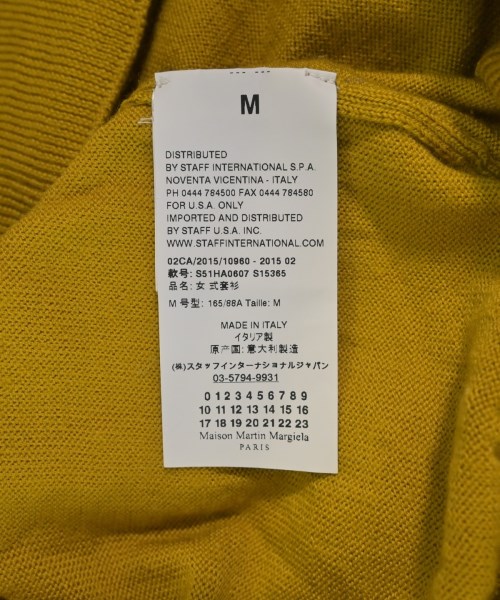 M
DISTRIBUTED
BY STAFF INTERNATIONAL S.P.A.
NOVENTA VICENTINA - ITALY
PH 0444 784500 FAX 0444 784580
FOR U.S.A. ONLY
IMPORTED AND DISTRIBUTED
BY STAFF U.S.A. INC.
WWW.STAFFINTERNATIONAL.COM
02CA/2015/10960 - 2015 02
款号: S51HA0607 S15365
品名: 女 式套衫
M 号型: 165/88A Taille: M
MADE IN ITALY
イタリア製
原产国: 意大利製造
(株)スタッフインターナショナルジャパン
03-5794-9931
0 1 2 3 4 5 6 7 8 9
10 11 12 13 14 15 16
17 18 19 20 21 22 23
Maison Martin Margiela
PARIS